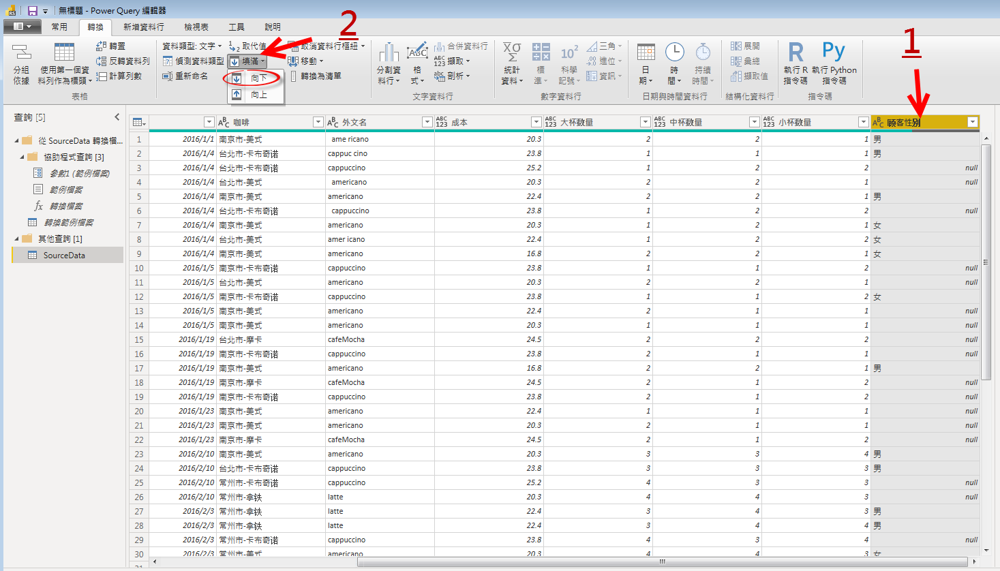 無標題 - Power Query 編輯器
常用 轉換 新增資料行 檢視表 工具 說明
2
1
分組依據
使用第一個資料列作為標頭
轉置
反轉資料列
計算列數
表格
資料類型: 文字
偵測資料類型
重新命名
取代值
填滿
向下
向上
取消資料行樞紐
移動
轉換為清單
分割資料行
格式
合併資料行
擷取
剖析
文字資料行
統計資料
標準
科學記號
三角
進位
資訊
數字資料行
日期
時間
持續時間
日期與時間資料行
展開
彙總
擷取值
結構化資料行
執行 R 指令碼
執行 Python 指令碼
指令碼
查詢 [5]
從 SourceData 轉換檔...
協助程式查詢 [3]
參數1 (範例檔案)
範例檔案
轉換檔案
轉換範例檔案
其他查詢 [1]
SourceData
咖啡 外文名 成本 大杯数量 中杯数量 小杯数量 顾客性别
1 2016/1/1 南京市-美式 ame ricano 20.3 2 2 1 男
2 2016/1/4 台北市-卡布奇诺 cappuc cino 23.8 1 1 1 男
3 2016/1/4 台北市-卡布奇诺 cappuccino 25.2 1 2 2 null
4 2016/1/4 台北市-美式 americano 20.3 2 2 1 null
5 2016/1/4 南京市-美式 americano 22.4 2 2 1 男
6 2016/1/4 台北市-卡布奇诺 cappuccino 23.8 1 2 2 null
7 2016/1/4 南京市-美式 americano 20.3 1 2 1 女
8 2016/1/4 台北市-美式 amer icano 22.4 1 2 2 女
9 2016/1/4 南京市-美式 americano 16.8 2 2 1 女
10 2016/1/5 南京市-卡布奇诺 cappuccino 23.8 1 1 2 null
11 2016/1/5 台北市-美式 americano 20.3 2 2 1 null
12 2016/1/5 南京市-卡布奇诺 cappuccino 23.8 1 1 2 女
13 2016/1/5 南京市-美式 americano 22.4 2 1 1 null
14 2016/1/5 南京市-美式 americano 20.3 1 1 1 null
15 2016/1/19 台北市-摩卡 cafeMocha 24.5 2 2 2 null
16 2016/1/19 南京市-卡布奇诺 cappuccino 23.8 2 1 1 null
17 2016/1/19 南京市-美式 americano 16.8 2 2 1 男
18 2016/1/19 南京市-摩卡 cafeMocha 24.5 2 1 2 null
19 2016/1/19 南京市-卡布奇诺 cappuccino 23.8 2 1 2 null
20 2016/1/23 南京市-美式 americano 22.4 1 1 1 null
21 2016/1/23 南京市-美式 americano 20.3 2 1 1 null
22 2016/1/23 南京市-摩卡 cafeMocha 24.5 2 1 2 null
23 2016/2/10 南京市-美式 americano 20.3 3 3 4 男
24 2016/2/10 台北市-卡布奇诺 cappuccino 23.8 3 3 3 男
25 2016/2/10 常州市-卡布奇诺 cappuccino 25.2 4 3 3 null
26 2016/2/10 常州市-拿铁 latte 20.3 4 4 3 null
27 2016/2/3 常州市-拿铁 latte 22.4 3 4 3 男
28 2016/2/3 常州市-拿铁 latte 22.4 3 4 4 男
29 2016/2/3 常州市-卡布奇诺 cappuccino 23.8 4 3 4 null
30 2016/2/3 常州市-美式 americano 20.3 4 4 3 女